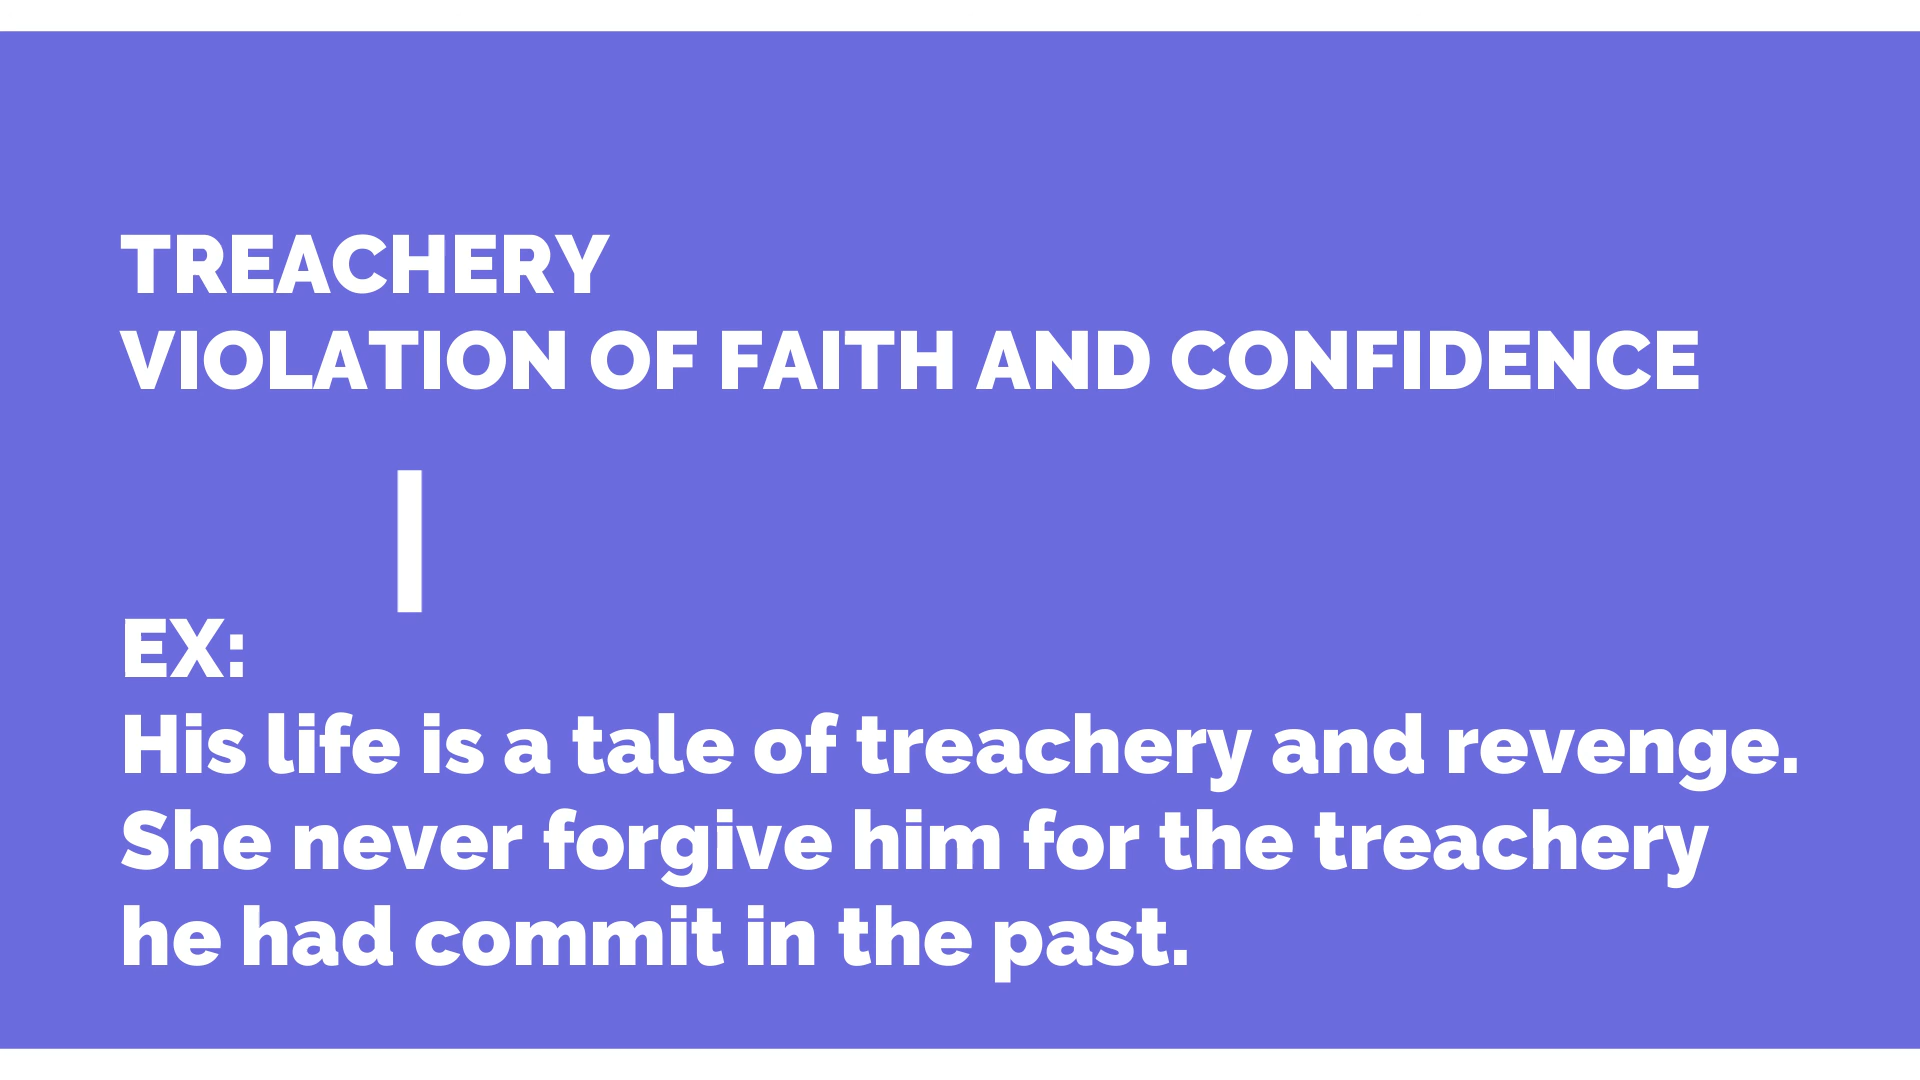 TREACHERY
VIOLATION OF FAITH AND CONFIDENCE
EX:
His life is a tale of treachery and revenge.
She never forgive him for the treachery
he had commit in the past.